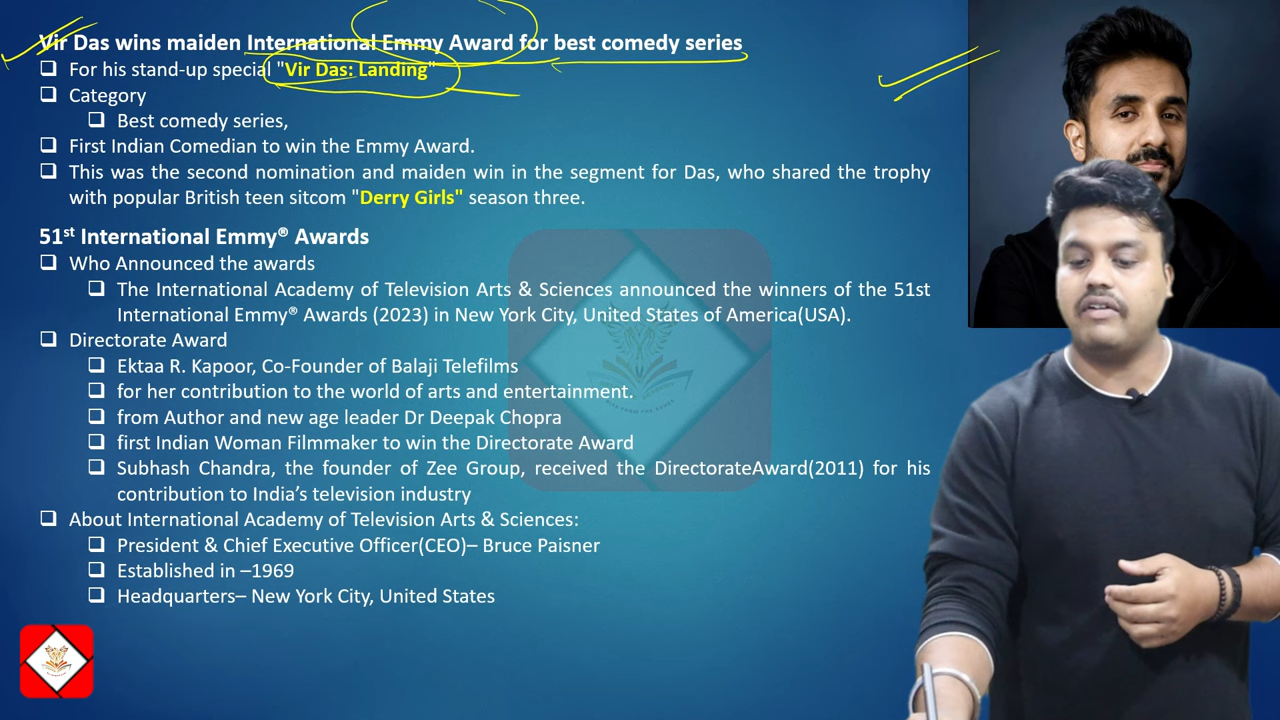 Vir Das wins maiden International Emmy Award for best comedy series
For his stand-up special "Vir Das: Landing"
Category
Best comedy series,
First Indian Comedian to win the Emmy Award.
This was the second nomination and maiden win in the segment for Das, who shared the trophy
with popular British teen sitcom "Derry Girls" season three.
51st International Emmy® Awards
Who Announced the awards
The International Academy of Television Arts & Sciences announced the winners of the 51st
International Emmy® Awards (2023) in New York City, United States of America(USA).
Directorate Award
Ektaa R. Kapoor, Co-Founder of Balaji Telefilms
for her contribution to the world of arts and entertainment.
from Author and new age leader Dr Deepak Chopra
first Indian Woman Filmmaker to win the Directorate Award
Subhash Chandra, the founder of Zee Group, received the DirectorateAward(2011) for his
contribution to India’s television industry
About International Academy of Television Arts & Sciences:
President & Chief Executive Officer(CEO)– Bruce Paisner
Established in –1969
Headquarters– New York City, United States